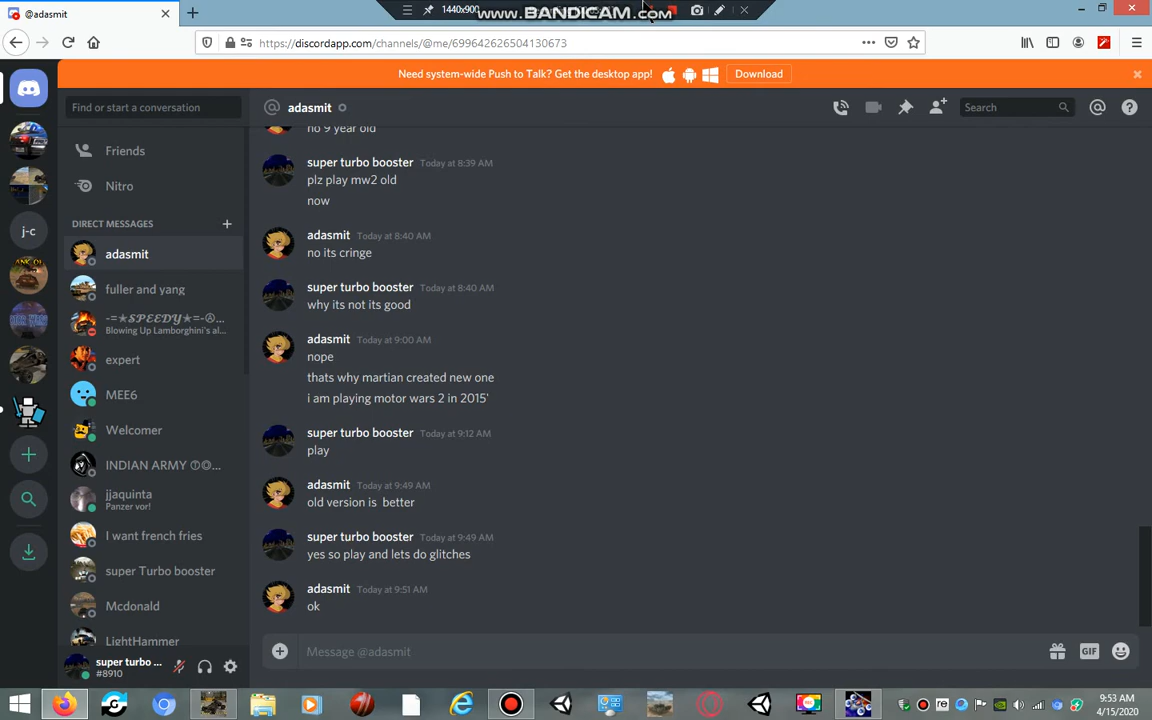 @adasmit
1440x900
www.BANDICAM.com
https://discordapp.com/channels/@me/699642626504130673
Need system-wide Push to Talk? Get the desktop app!
Download
Find or start a conversation
adasmit
Search
Friends
Nitro
DIRECT MESSAGES
adasmit
fuller and yang
-=★𝓢𝓟𝓔𝓔𝓓𝓨★=-
Blowing Up Lamborghini's al...
expert
MEE6
Welcomer
INDIAN ARMY
jjaquinta
Panzer vor!
I want french fries
super Turbo booster
Mcdonald
LightHammer
super turbo ...
#8910
j-c
no 9 year old
super turbo booster Today at 8:39 AM
plz play mw2 old
now
adasmit Today at 8:40 AM
no its cringe
super turbo booster Today at 8:40 AM
why its not its good
adasmit Today at 9:00 AM
nope
thats why martian created new one
i am playing motor wars 2 in 2015'
super turbo booster Today at 9:12 AM
play
adasmit Today at 9:49 AM
old version is better
super turbo booster Today at 9:49 AM
yes so play and lets do glitches
adasmit Today at 9:51 AM
ok
Message @adasmit
GIF
9:53 AM
4/15/2020